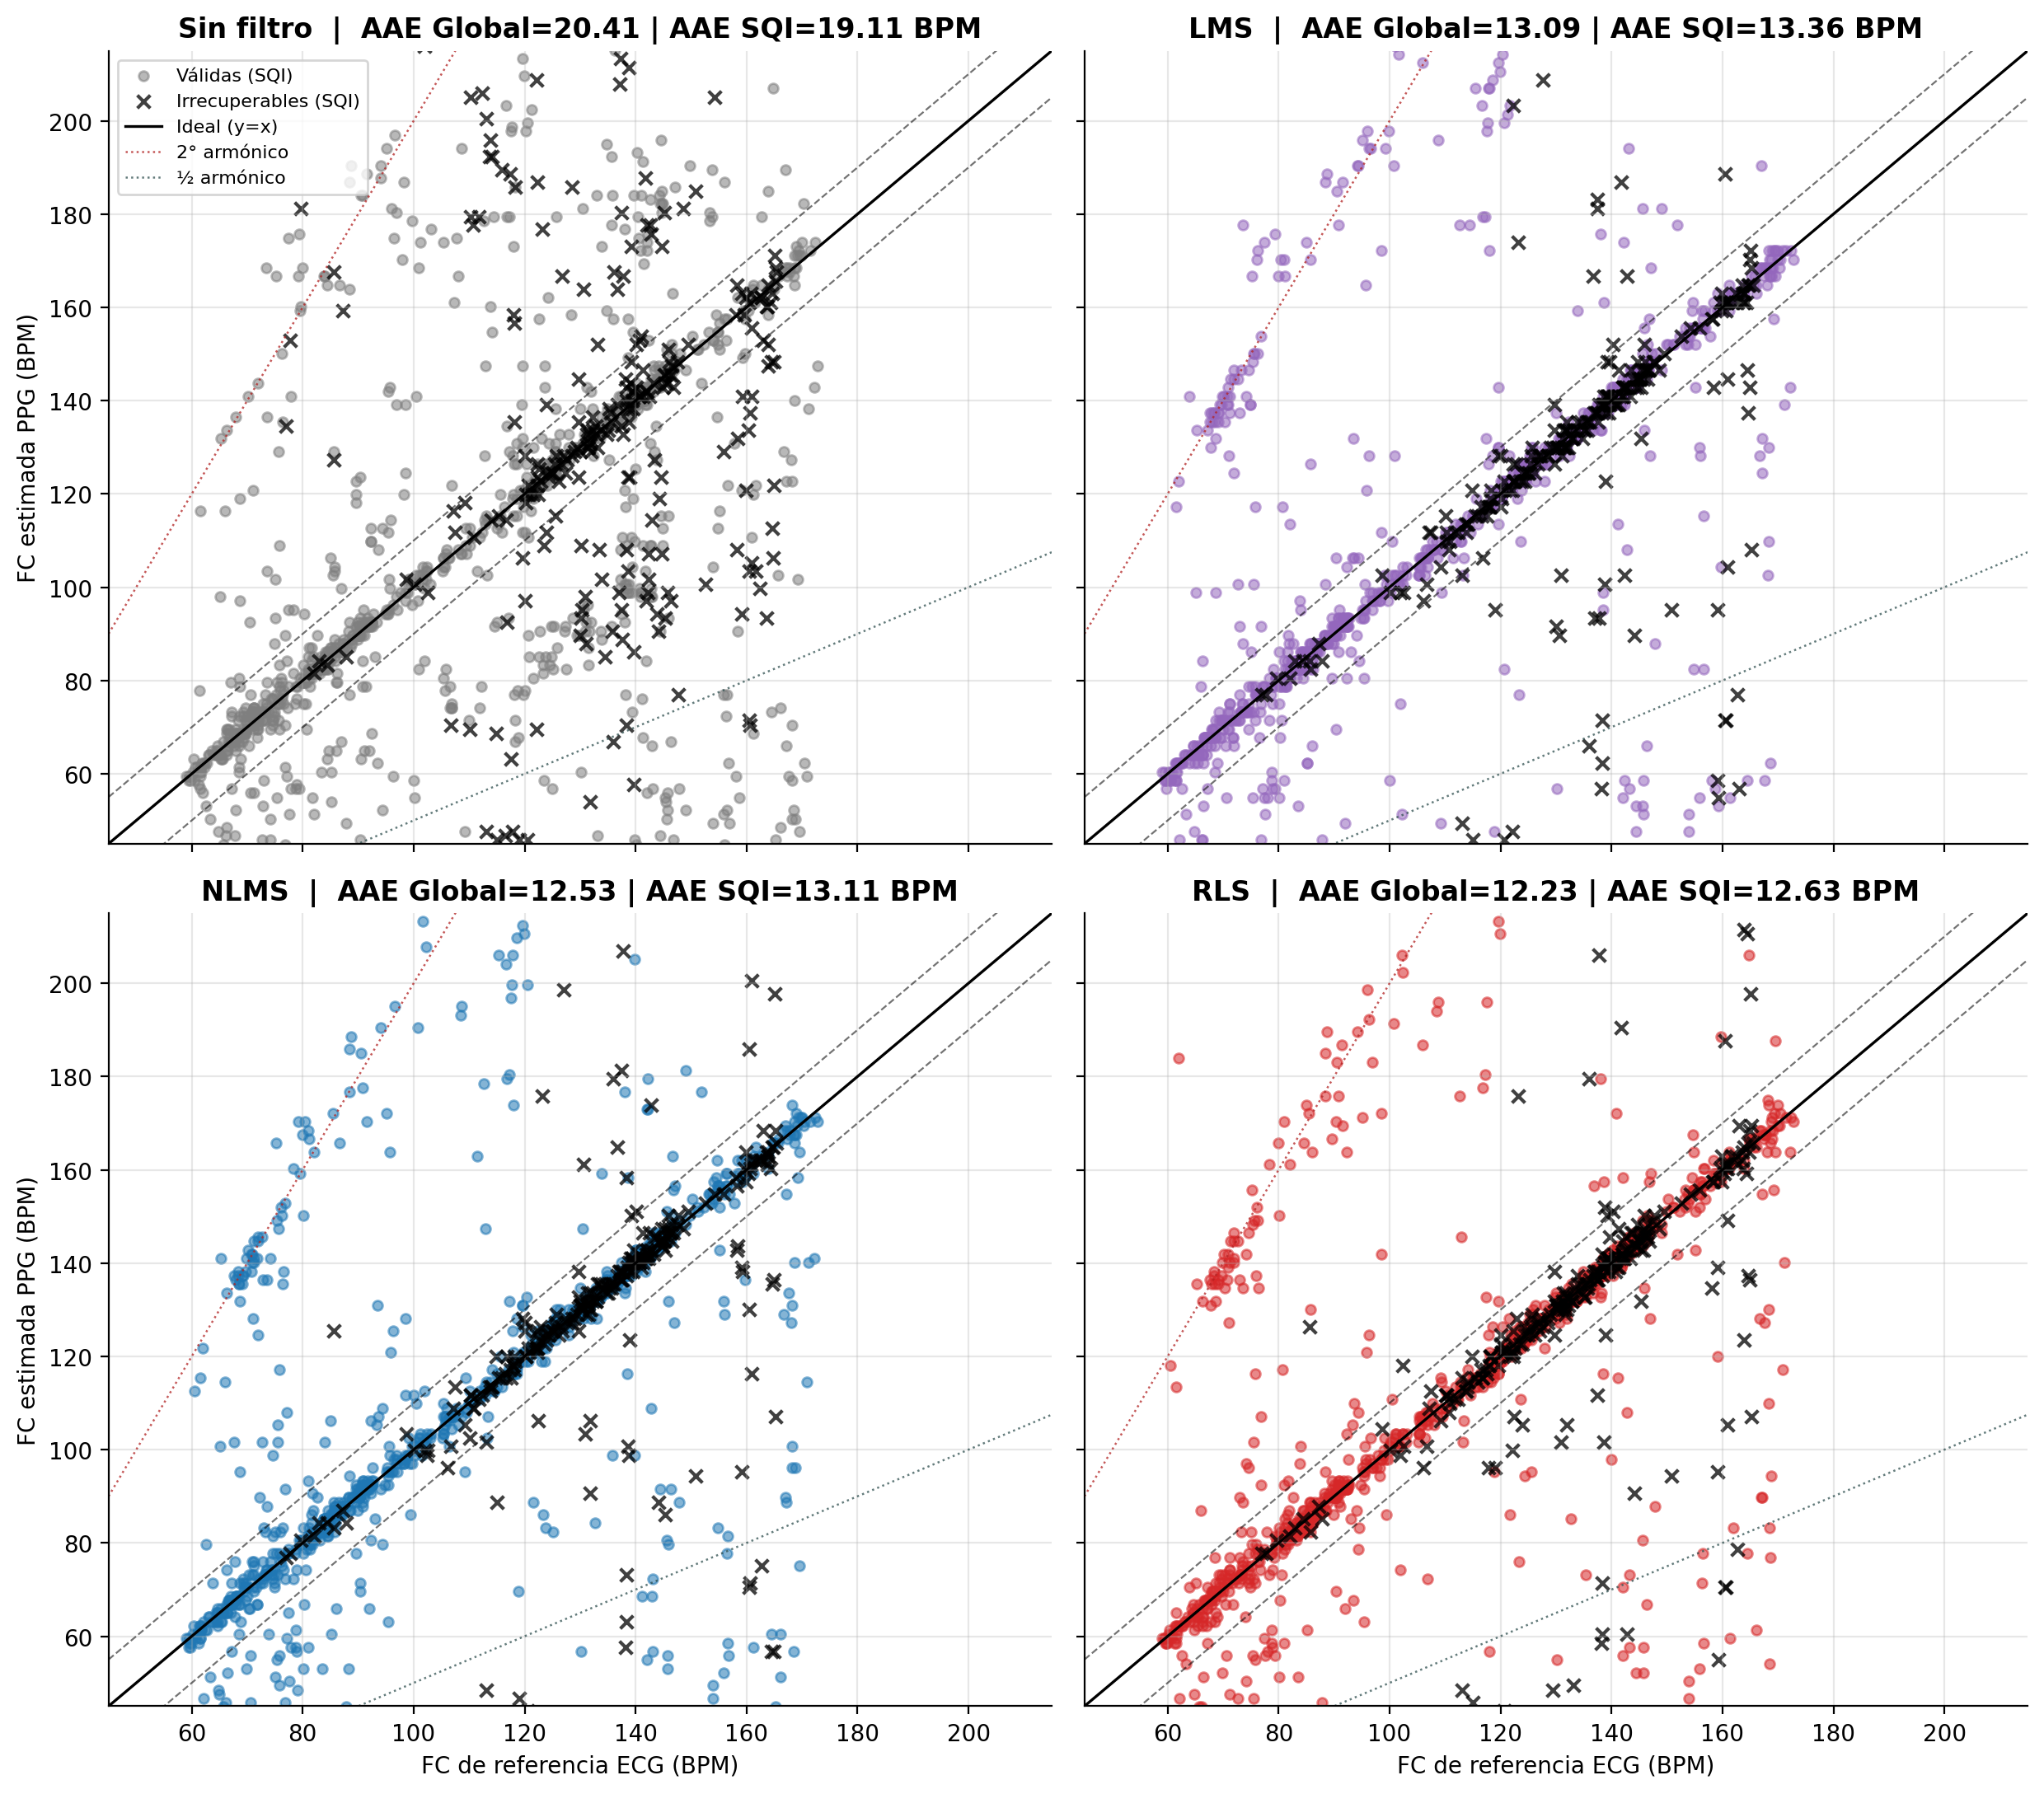 Sin filtro | AAE Global=20.41 | AAE SQI=19.11 BPM
LMS | AAE Global=13.09 | AAE SQI=13.36 BPM
Válidas (SQI)
Irrecuperables (SQI)
Ideal (y=x)
2° armónico
½ armónico
FC estimada PPG (BPM)
200
180
160
140
120
100
80
60
NLMS | AAE Global=12.53 | AAE SQI=13.11 BPM
RLS | AAE Global=12.23 | AAE SQI=12.63 BPM
FC estimada PPG (BPM)
200
180
160
140
120
100
80
60
60 80 100 120 140 160 180 200
60 80 100 120 140 160 180 200
FC de referencia ECG (BPM)
FC de referencia ECG (BPM)